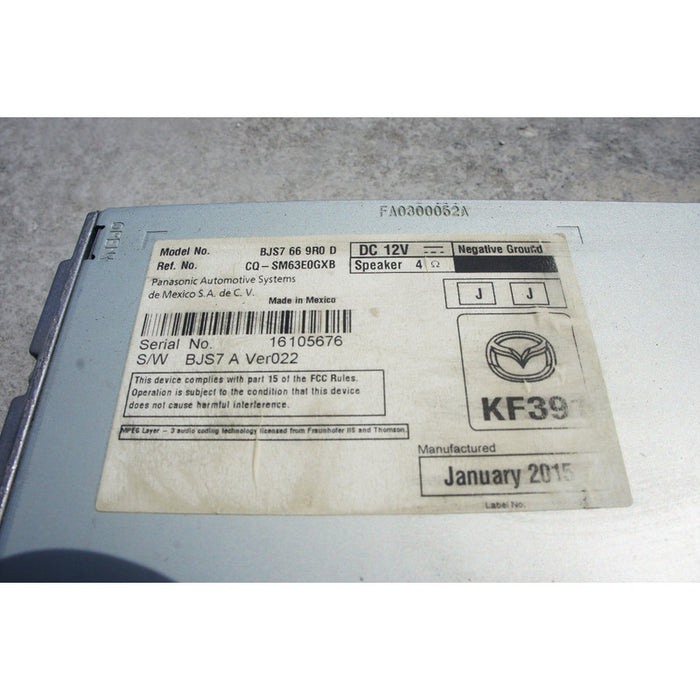 FA0300052A
OPEN
Model No. BJS7 66 9R0 D
DC 12V
Negative Ground
Ref. No. CQ-SM63E0GXB
Speaker 4 Ω
Panasonic Automotive Systems
de Mexico S.A. de C. V.
Made in Mexico
J J
Serial No. 16105676
S/W BJS7 A Ver022
This device complies with part 15 of the FCC Rules.
Operation is subject to the condition that this device
does not cause harmful interference.
KF391
MPEG Layer - 3 audio coding technology licensed from Fraunhofer IIS and Thomson.
Manufactured
January 2015
Label No.